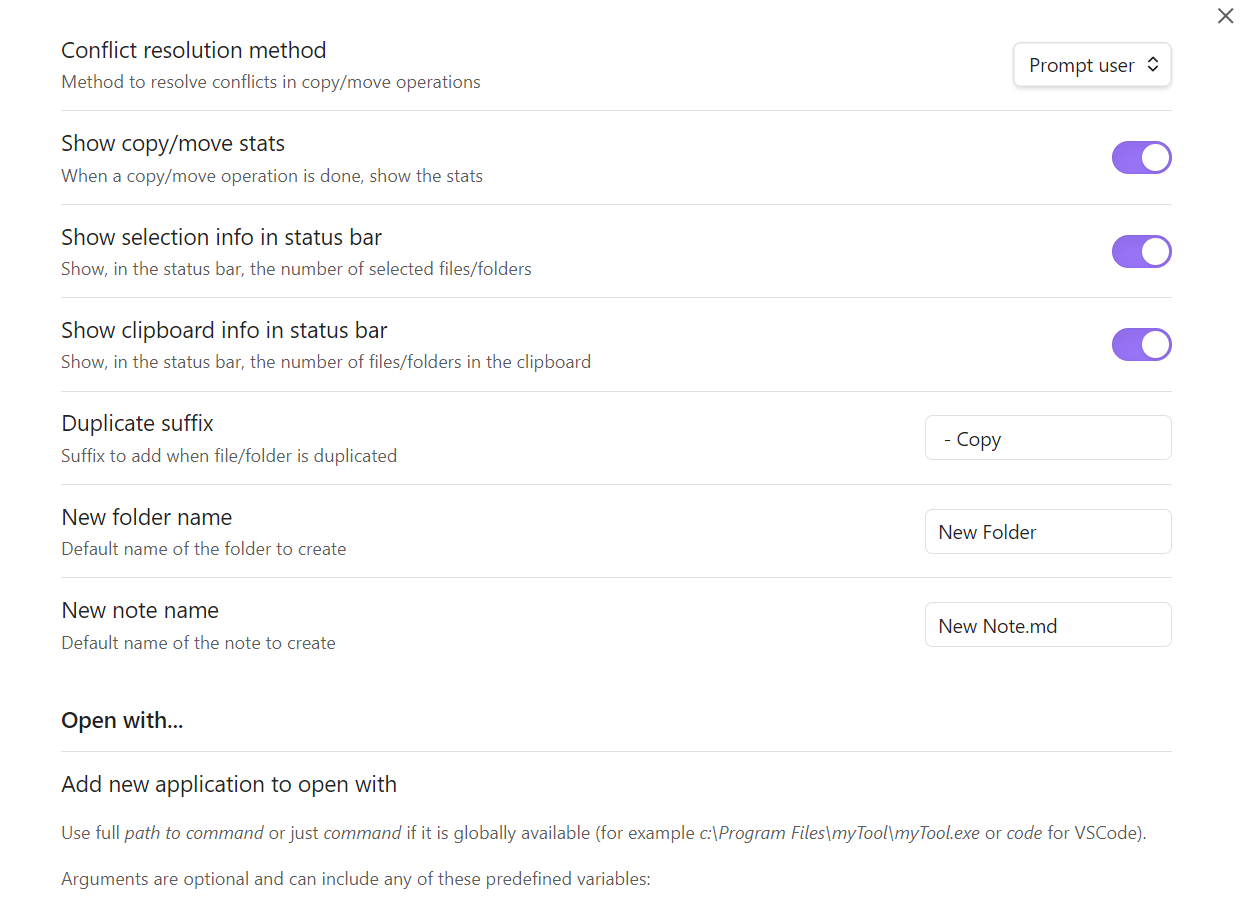 Conflict resolution method
Method to resolve conflicts in copy/move operations
Prompt user
Show copy/move stats
When a copy/move operation is done, show the stats
Show selection info in status bar
Show, in the status bar, the number of selected files/folders
Show clipboard info in status bar
Show, in the status bar, the number of files/folders in the clipboard
Duplicate suffix
Suffix to add when file/folder is duplicated
- Copy
New folder name
Default name of the folder to create
New Folder
New note name
Default name of the note to create
New Note.md
Open with...
Add new application to open with
Use full path to command or just command if it is globally available (for example c:\Program Files\myTool\myTool.exe or code for VSCode).
Arguments are optional and can include any of these predefined variables: